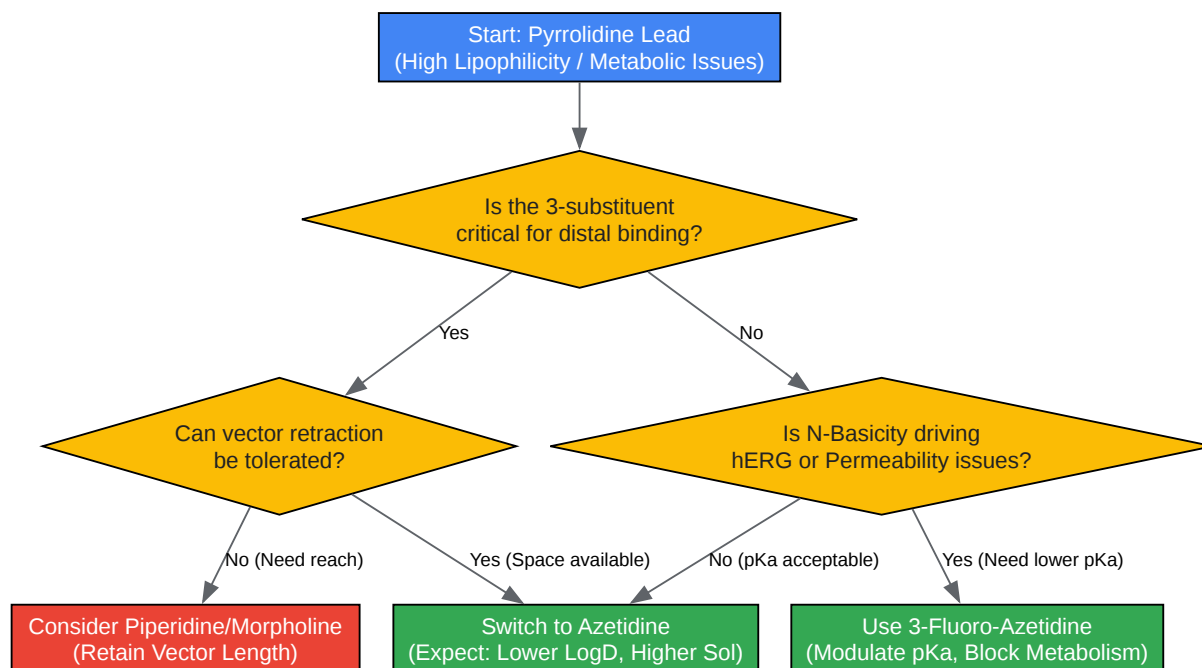 Start: Pyrrolidine Lead
(High Lipophilicity / Metabolic Issues)
Is the 3-substituent
critical for distal binding?
Yes
No
Can vector retraction
be tolerated?
Is N-Basicity driving
hERG or Permeability issues?
No (Need reach)
Yes (Space available)
No (pKa acceptable)
Yes (Need lower pKa)
Consider Piperidine/Morpholine
(Retain Vector Length)
Switch to Azetidine
(Expect: Lower LogD, Higher Sol)
Use 3-Fluoro-Azetidine
(Modulate pKa, Block Metabolism)